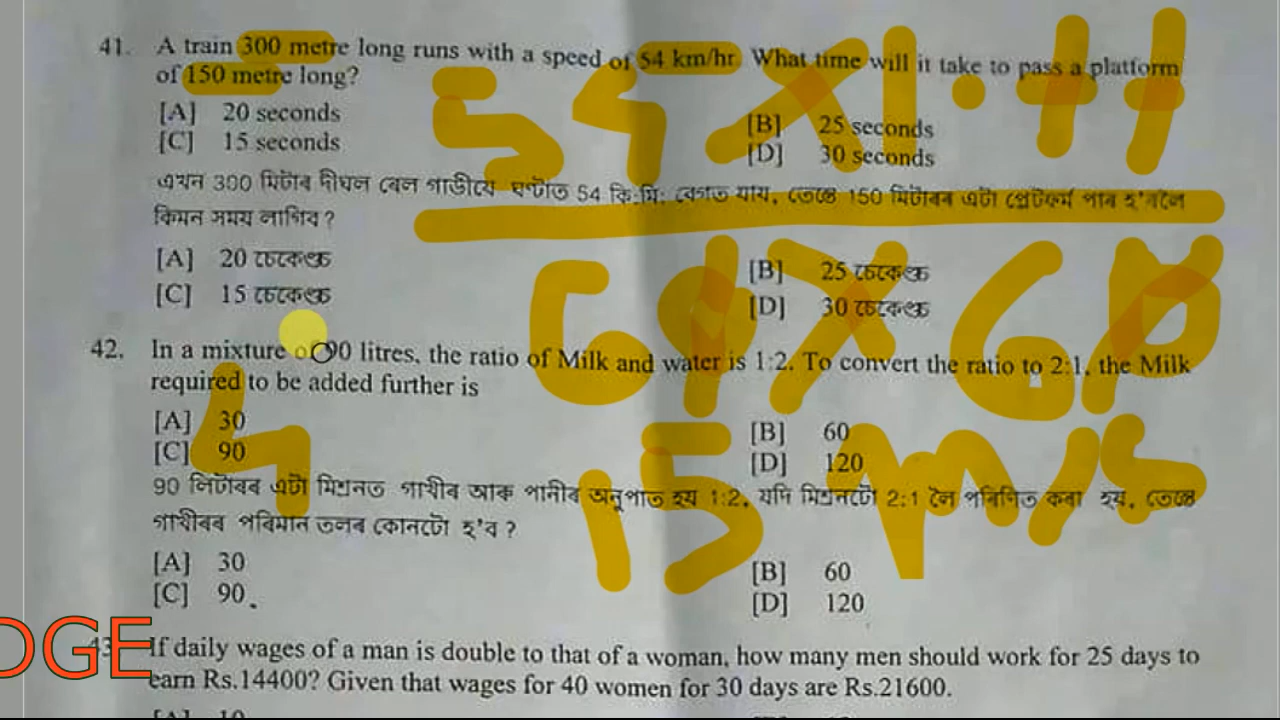 41. A train 300 metre long runs with a speed of 54 km/hr. What time will it take to pass a platform
of 150 metre long?
[A] 20 seconds
[B] 25 seconds
[C] 15 seconds
[D] 30 seconds
এখন 300 মিটাৰ দীঘল ৰেল গাড়ীয়ে ঘণ্টাত 54 কি.মি. বেগত যায়, তেন্তে 150 মিটাৰৰ এটা প্লেটফৰ্ম পাৰ হ'বলৈ
কিমান সময় লাগিব ?
[A] 20 ছেকেণ্ড
[B] 25 ছেকেণ্ড
[C] 15 ছেকেণ্ড
[D] 30 ছেকেণ্ড
42. In a mixture of 90 litres, the ratio of Milk and water is 1:2. To convert the ratio to 2:1, the Milk
required to be added further is
[A] 30
[B] 60
[C] 90
[D] 120
90 লিটাৰৰ এটা মিশ্ৰনত গাখীৰ আৰু পানীৰ অনুপাত হয় 1:2, যদি মিশ্ৰনটো 2:1 লৈ পৰিণিত কৰা হয়, তেন্তে
গাখীৰৰ পৰিমান তলৰ কোনটো হ'ব ?
[A] 30
[B] 60
[C] 90
[D] 120
43. If daily wages of a man is double to that of a woman, how many men should work for 25 days to
earn Rs.14400? Given that wages for 40 women for 30 days are Rs.21600.
[A] 10
DGE
54 X
60 X 60
15 m/s